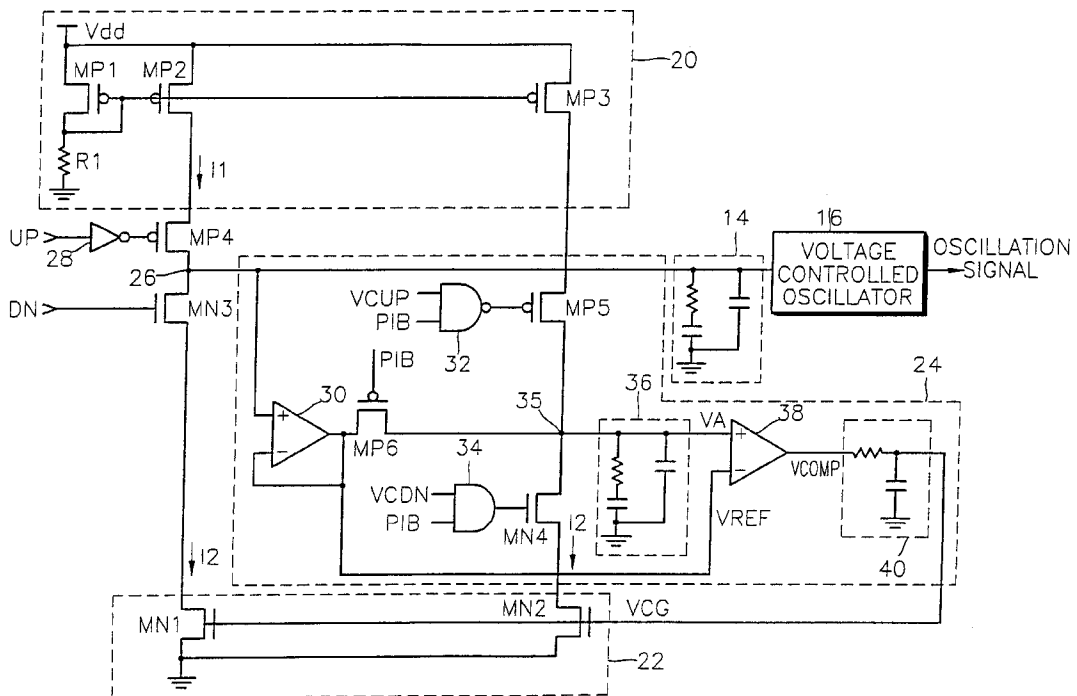 Vdd
MP1 MP2
MP3
20
R1
I1
UP
28
MP4
26
14
16
VOLTAGE
CONTROLLED
OSCILLATOR
OSCILLATION
SIGNAL
DN
MN3
VCUP
PIB
32
MP5
PIB
30
MP6
35
36
24
VA
38
34
VCDN
PIB
MN4
I2
VREF
VCOMP
40
I2
MN1
MN2
VCG
22
+
−
+
−